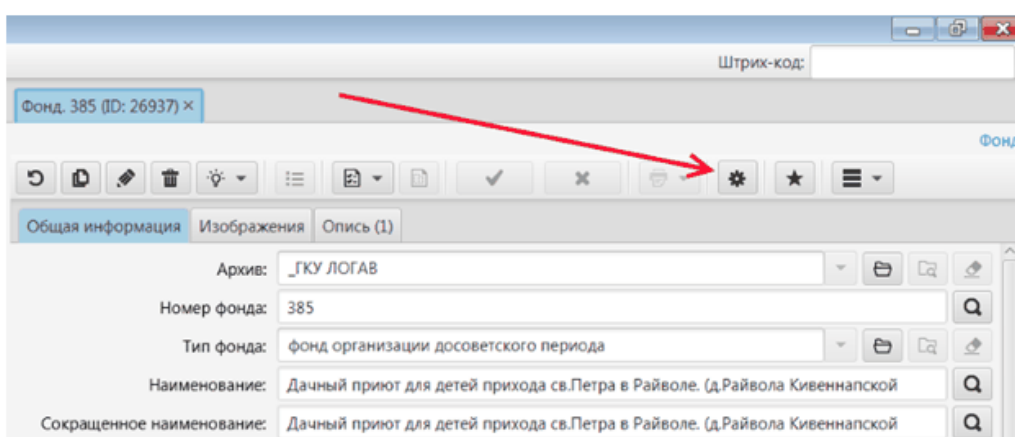 Штрих-код:
Фонд. 385 (ID: 26937) ×
Фонд
Общая информация Изображения Опись (1)
Архив: _ГКУ ЛОГАВ
Номер фонда: 385
Тип фонда: фонд организации досоветского периода
Наименование: Дачный приют для детей прихода св.Петра в Райволе. (д.Райвола Кивеннапской
Сокращенное наименование: Дачный приют для детей прихода св.Петра в Райволе. (д.Райвола Кивеннапской